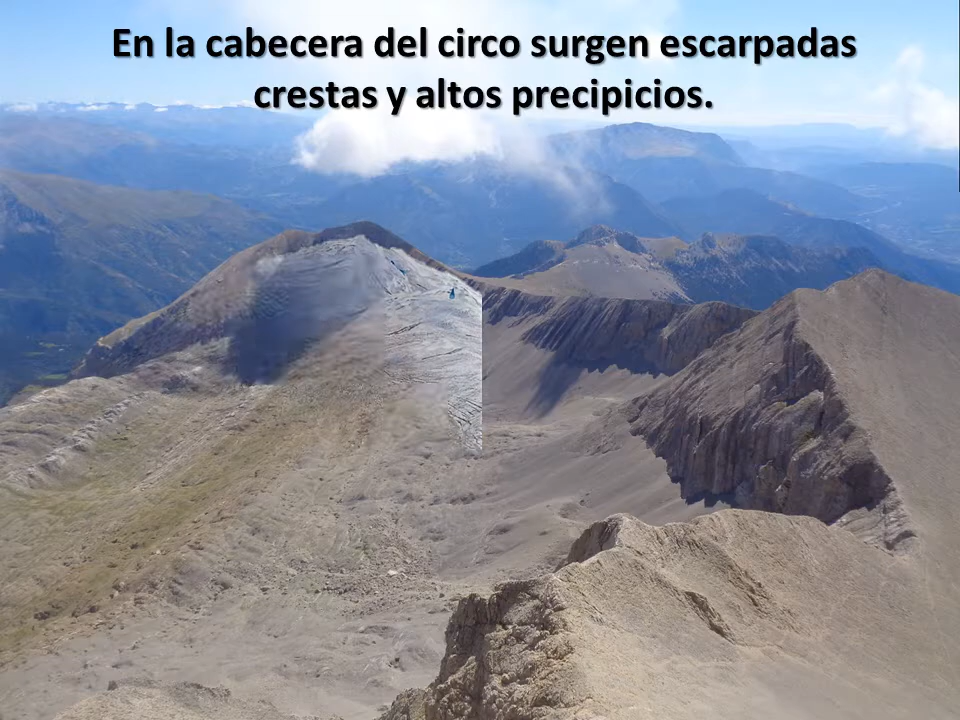 En la cabecera del circo surgen escarpadas
crestas y altos precipicios.